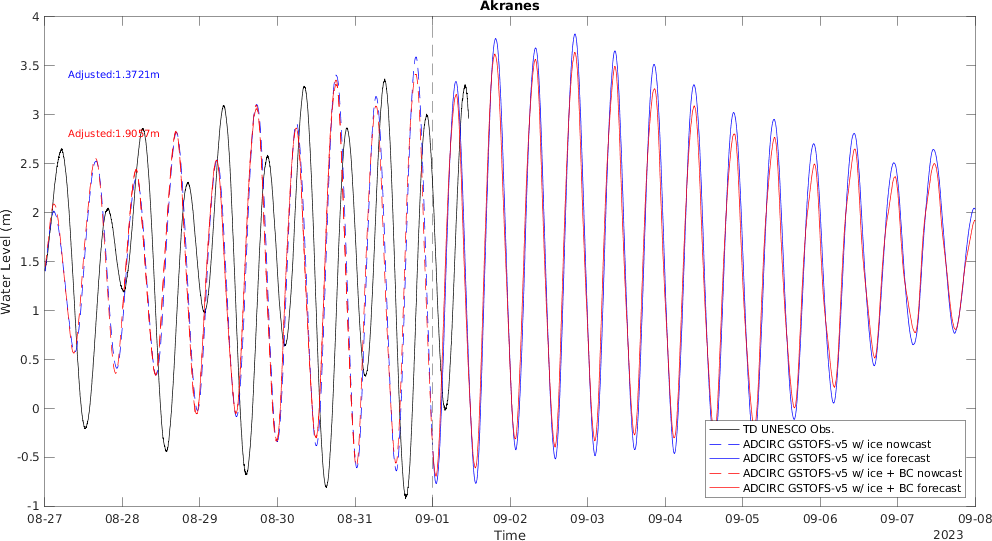 Akranes
4
3.5
3
2.5
2
1.5
1
0.5
0
-0.5
-1
Water Level (m)
Adjusted:1.3721m
Adjusted:1.9017m
TD UNESCO Obs.
ADCIRC GSTOFS-v5 w/ ice nowcast
ADCIRC GSTOFS-v5 w/ ice forecast
ADCIRC GSTOFS-v5 w/ ice + BC nowcast
ADCIRC GSTOFS-v5 w/ ice + BC forecast
08-27 08-28 08-29 08-30 08-31 09-01 09-02 09-03 09-04 09-05 09-06 09-07 09-08
Time
2023